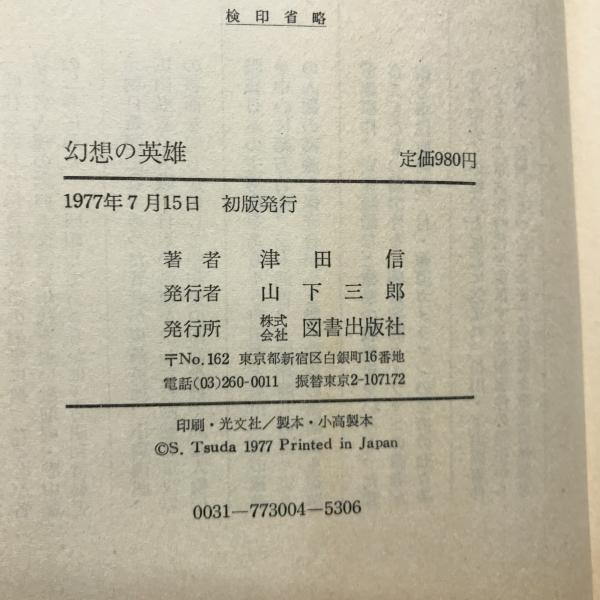 検印省略
幻想の英雄 定価980円
1977年7月15日 初版発行
著者 津田信
発行者 山下三郎
発行所 株式会社 図書出版社
〒No.162 東京都新宿区白銀町16番地
電話(03)260-0011 振替東京2-107172
印刷・光文社/製本・小高製本
©S. Tsuda 1977 Printed in Japan
0031-773004-5306